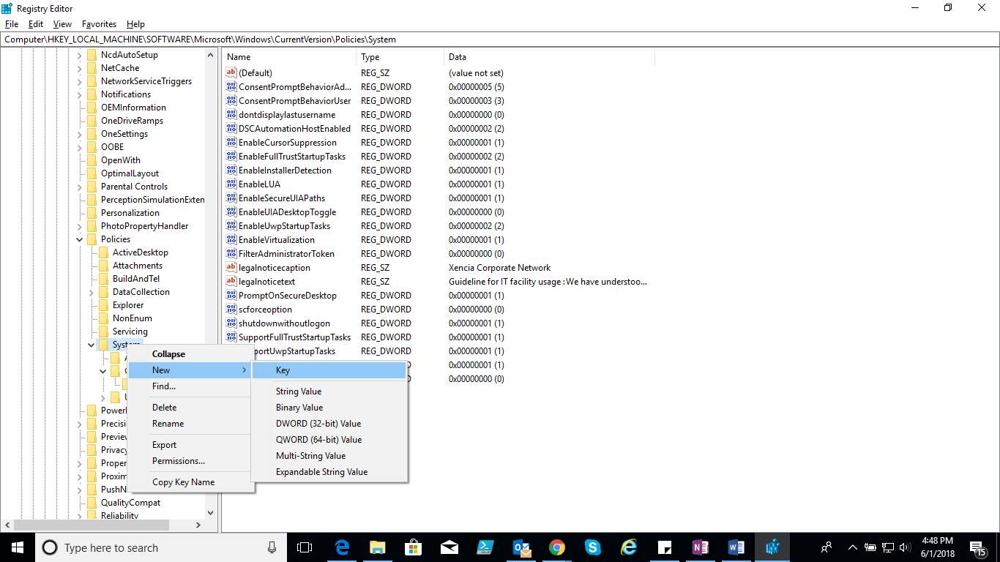 Registry Editor
File Edit View Favorites Help
Computer\HKEY_LOCAL_MACHINE\SOFTWARE\Microsoft\Windows\CurrentVersion\Policies\System
NcdAutoSetup
NetCache
NetworkServiceTriggers
Notifications
OEMInformation
OneDriveRamps
OneSettings
OOBE
OpenWith
OptimalLayout
Parental Controls
PerceptionSimulationExten
Personalization
PhotoPropertyHandler
Policies
ActiveDesktop
Attachments
BuildAndTel
DataCollection
Explorer
NonEnum
Servicing
System
Precisi
Preview
Privacy
Proper
Proxim
PushN
QualityCompat
Reliability
Name Type Data
(Default) REG_SZ (value not set)
ConsentPromptBehaviorAd... REG_DWORD 0x00000005 (5)
ConsentPromptBehaviorUser REG_DWORD 0x00000003 (3)
dontdisplaylastusername REG_DWORD 0x00000000 (0)
DSCAutomationHostEnabled REG_DWORD 0x00000002 (2)
EnableCursorSuppression REG_DWORD 0x00000001 (1)
EnableFullTrustStartupTasks REG_DWORD 0x00000002 (2)
EnableInstallerDetection REG_DWORD 0x00000001 (1)
EnableLUA REG_DWORD 0x00000001 (1)
EnableSecureUIAPaths REG_DWORD 0x00000001 (1)
EnableUIADesktopToggle REG_DWORD 0x00000000 (0)
EnableUwpStartupTasks REG_DWORD 0x00000002 (2)
EnableVirtualization REG_DWORD 0x00000001 (1)
FilterAdministratorToken REG_DWORD 0x00000000 (0)
legalnoticecaption REG_SZ Xencia Corporate Network
legalnoticetext REG_SZ Guideline for IT facility usage :We have understoo...
PromptOnSecureDesktop REG_DWORD 0x00000001 (1)
scforceoption REG_DWORD 0x00000000 (0)
shutdownwithoutlogon REG_DWORD 0x00000001 (1)
SupportFullTrustStartupTasks REG_DWORD 0x00000001 (1)
portUwpStartupTasks REG_DWORD 0x00000001 (1)
0x00000001 (1)
0x00000000 (0)
Collapse
New
Find...
Delete
Rename
Export
Permissions...
Copy Key Name
Key
String Value
Binary Value
DWORD (32-bit) Value
QWORD (64-bit) Value
Multi-String Value
Expandable String Value
Type here to search
4:48 PM
6/1/2018
15